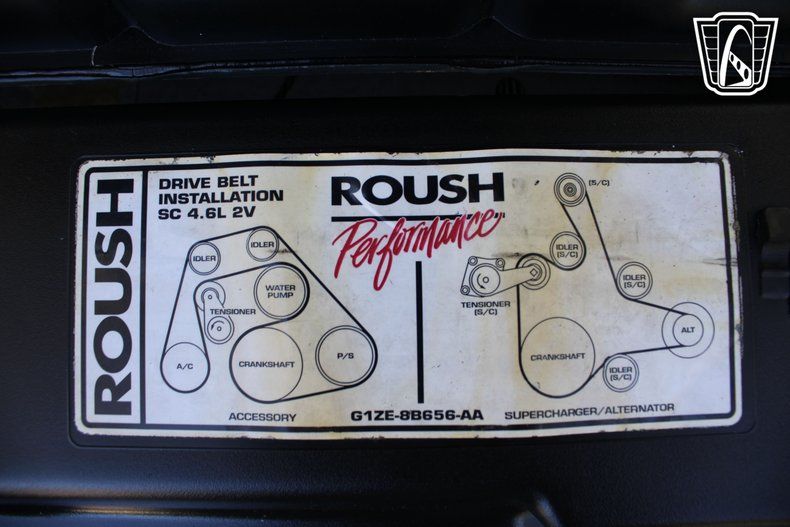 ROUSH
DRIVE BELT
INSTALLATION
SC 4.6L 2V
IDLER
IDLER
WATER
PUMP
TENSIONER
A/C
CRANKSHAFT
P/S
ACCESSORY
ROUSH
Performance
G1ZE-8B656-AA
(S/C)
IDLER
(S/C)
TENSIONER
(S/C)
IDLER
(S/C)
ALT
CRANKSHAFT
IDLER
(S/C)
SUPERCHARGER/ALTERNATOR